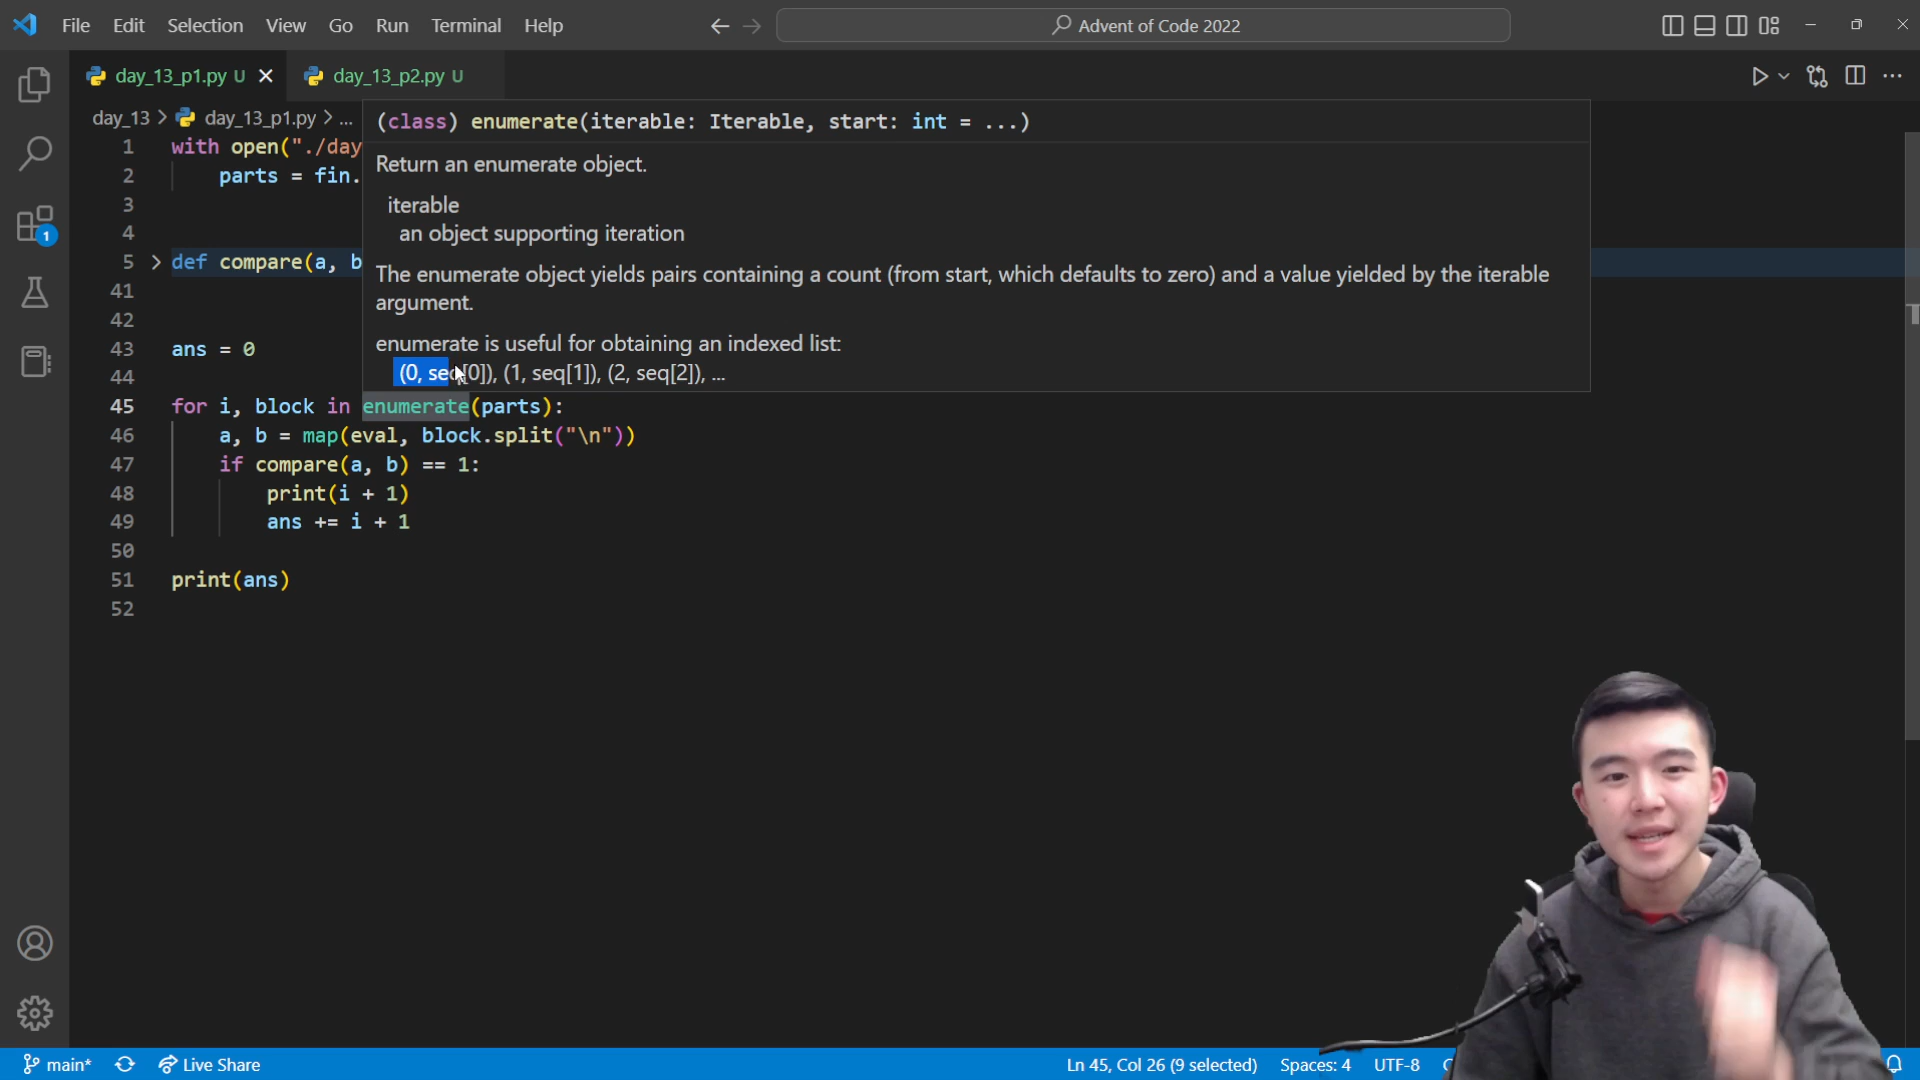 File Edit Selection View Go Run Terminal Help
Advent of Code 2022
day_13_p1.py U
day_13_p2.py U
day_13 > day_13_p1.py > ...
1 with open("./day
2 parts = fin.
3
4
5 def compare(a, b
41
42
43 ans = 0
44
45 for i, block in enumerate(parts):
46 a, b = map(eval, block.split("\n"))
47 if compare(a, b) == 1:
48 print(i + 1)
49 ans += i + 1
50
51 print(ans)
52
(class) enumerate(iterable: Iterable, start: int = ...)
Return an enumerate object.
iterable
an object supporting iteration
The enumerate object yields pairs containing a count (from start, which defaults to zero) and a value yielded by the iterable
argument.
enumerate is useful for obtaining an indexed list:
(0, seq[0]), (1, seq[1]), (2, seq[2]), ...
1
main* Live Share
Ln 45, Col 26 (9 selected) Spaces: 4 UTF-8